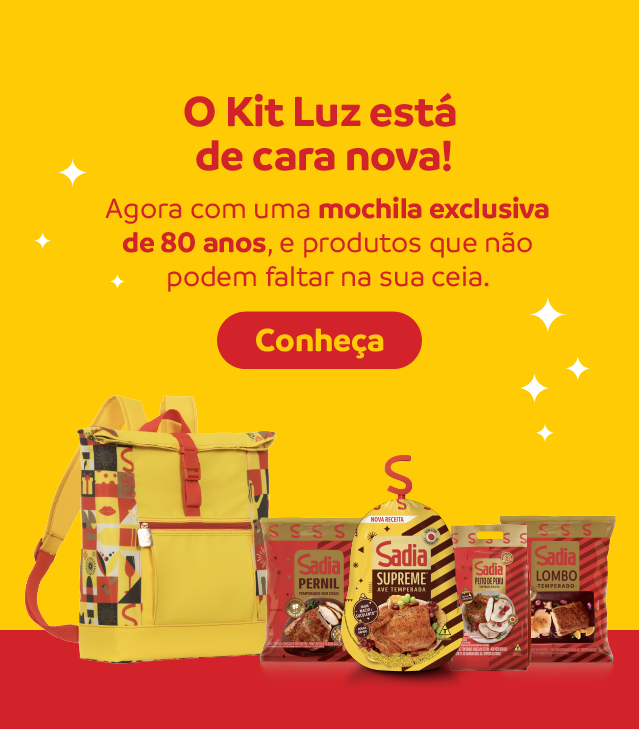 O Kit Luz está
de cara nova!
Agora com uma mochila exclusiva
de 80 anos, e produtos que não
podem faltar na sua ceia.
Conheça
NOVA RECEITA
Sadia
PERNIL
Sadia
SUPREME
AVE TEMPERADA
Sadia
PEITO DE PERU
Sadia
LOMBO
TEMPERADO